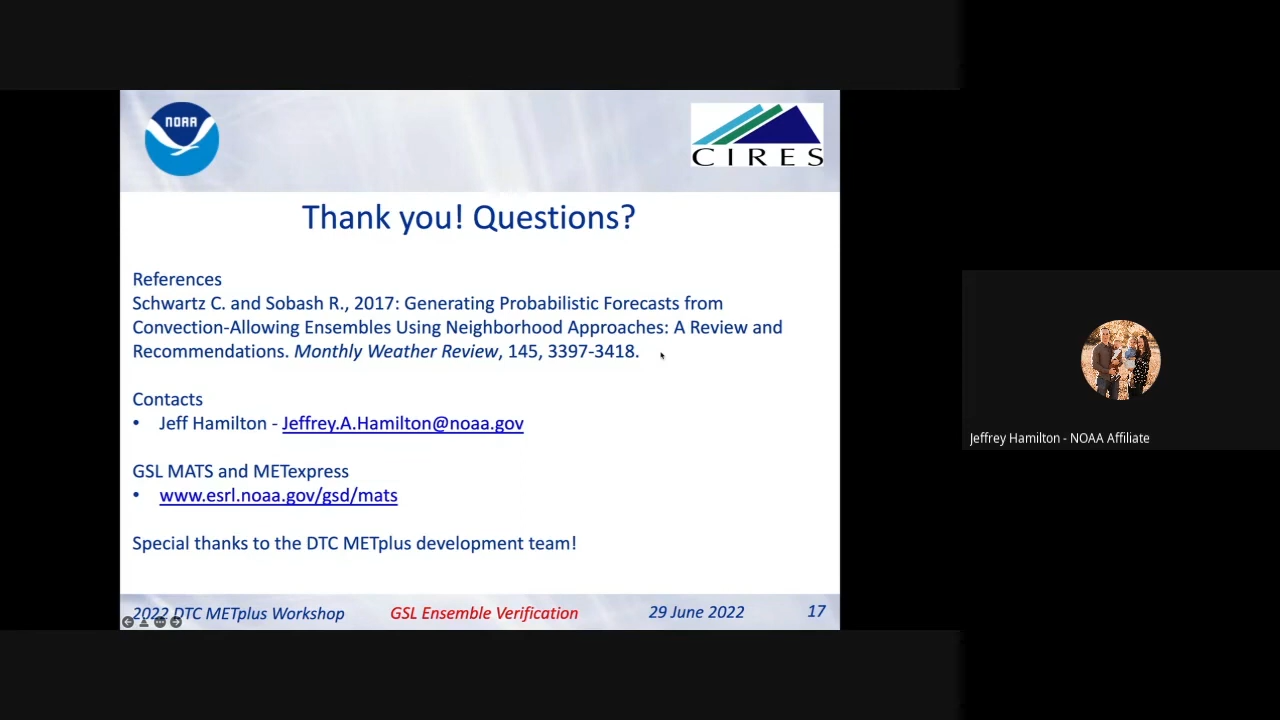 NOAA
CIRES
Thank you! Questions?
References
Schwartz C. and Sobash R., 2017: Generating Probabilistic Forecasts from
Convection-Allowing Ensembles Using Neighborhood Approaches: A Review and
Recommendations. Monthly Weather Review, 145, 3397-3418.
Contacts
• Jeff Hamilton - Jeffrey.A.Hamilton@noaa.gov
GSL MATS and METexpress
• www.esrl.noaa.gov/gsd/mats
Special thanks to the DTC METplus development team!
2022 DTC METplus Workshop GSL Ensemble Verification 29 June 2022 17
Jeffrey Hamilton - NOAA Affiliate